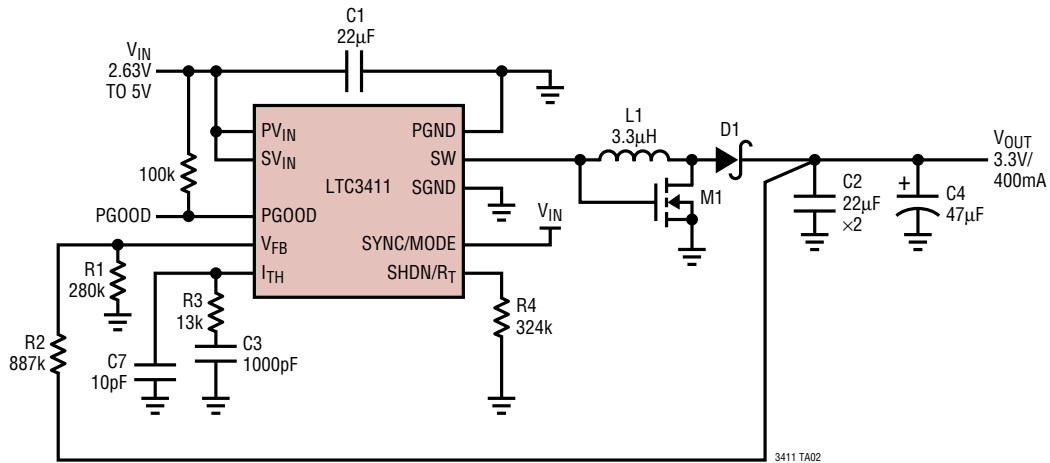 C1
22µF
VIN
2.63V
TO 5V
PVIN
SVIN
PGND
SW
LTC3411
SGND
PGOOD
VFB
ITH
SYNC/MODE
SHDN/RT
100k
PGOOD
L1
3.3µH
D1
M1
VIN
VOUT
3.3V/
400mA
C2
22µF
×2
+
C4
47µF
R1
280k
R2
887k
R3
13k
C7
10pF
C3
1000pF
R4
324k
3411 TA02